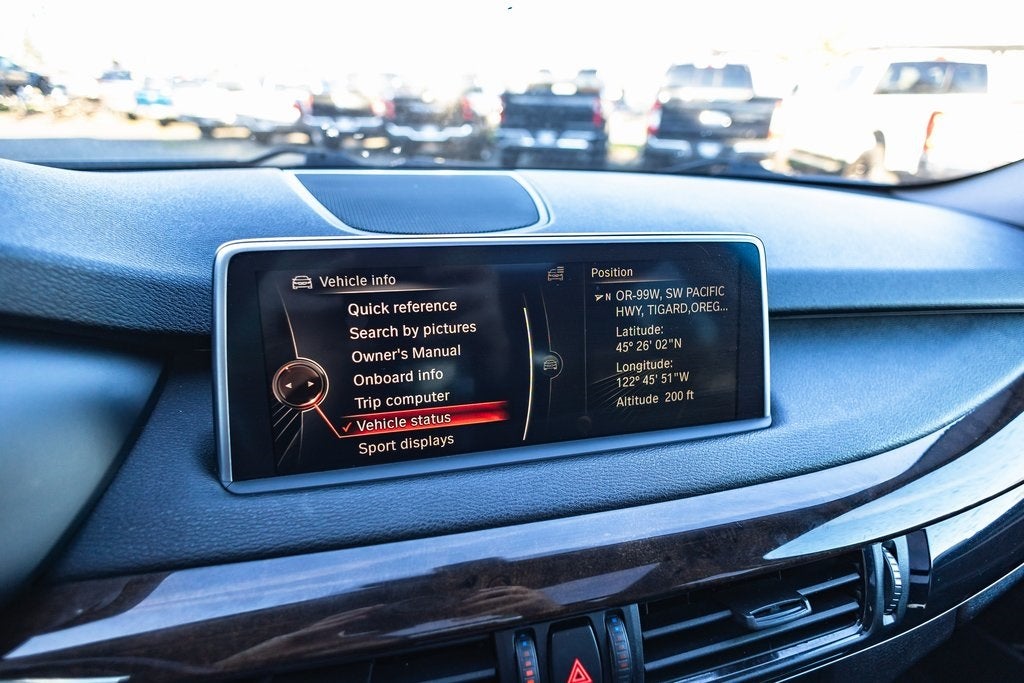 Vehicle info
Quick reference
Search by pictures
Owner's Manual
Onboard info
Trip computer
✓ Vehicle status
Sport displays
Position
N OR-99W, SW PACIFIC
HWY, TIGARD,OREG...
Latitude:
45° 26' 02"N
Longitude:
122° 45' 51"W
Altitude 200 ft